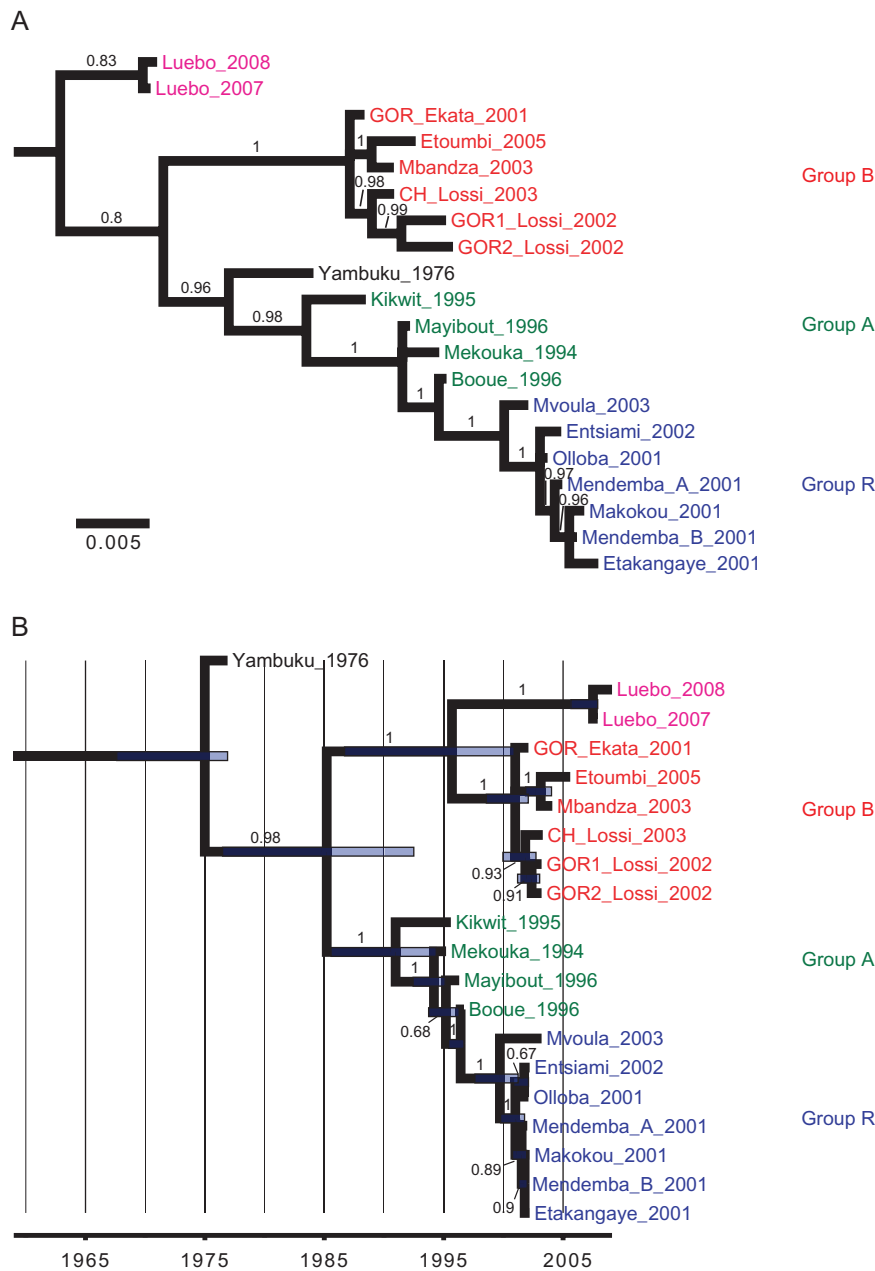 A
0.83
Luebo_2008
Luebo_2007
GOR_Ekata_2001
1
1
Etoumbi_2005
Mbandza_2003
Group B
0.98
CH_Lossi_2003
0.99
GOR1_Lossi_2002
0.8
GOR2_Lossi_2002
Yambuku_1976
0.96
Kikwit_1995
0.98
Mayibout_1996
Group A
1
Mekouka_1994
Booue_1996
1
Mvoula_2003
1
Entsiami_2002
1
Olloba_2001
0.97
Mendemba_A_2001
Group R
0.96
Makokou_2001
0.005
Mendemba_B_2001
Etakangaye_2001
B
Yambuku_1976
1
Luebo_2008
Luebo_2007
1
GOR_Ekata_2001
1
Etoumbi_2005
1
Mbandza_2003
Group B
0.98
CH_Lossi_2003
0.93
GOR1_Lossi_2002
0.91
GOR2_Lossi_2002
Kikwit_1995
1
Mekouka_1994
Group A
1
Mayibout_1996
Booue_1996
0.68
1
Mvoula_2003
0.67
1
Entsiami_2002
Olloba_2001
1
Mendemba_A_2001
Group R
0.89
Makokou_2001
Mendemba_B_2001
0.9
Etakangaye_2001
1965 1975 1985 1995 2005